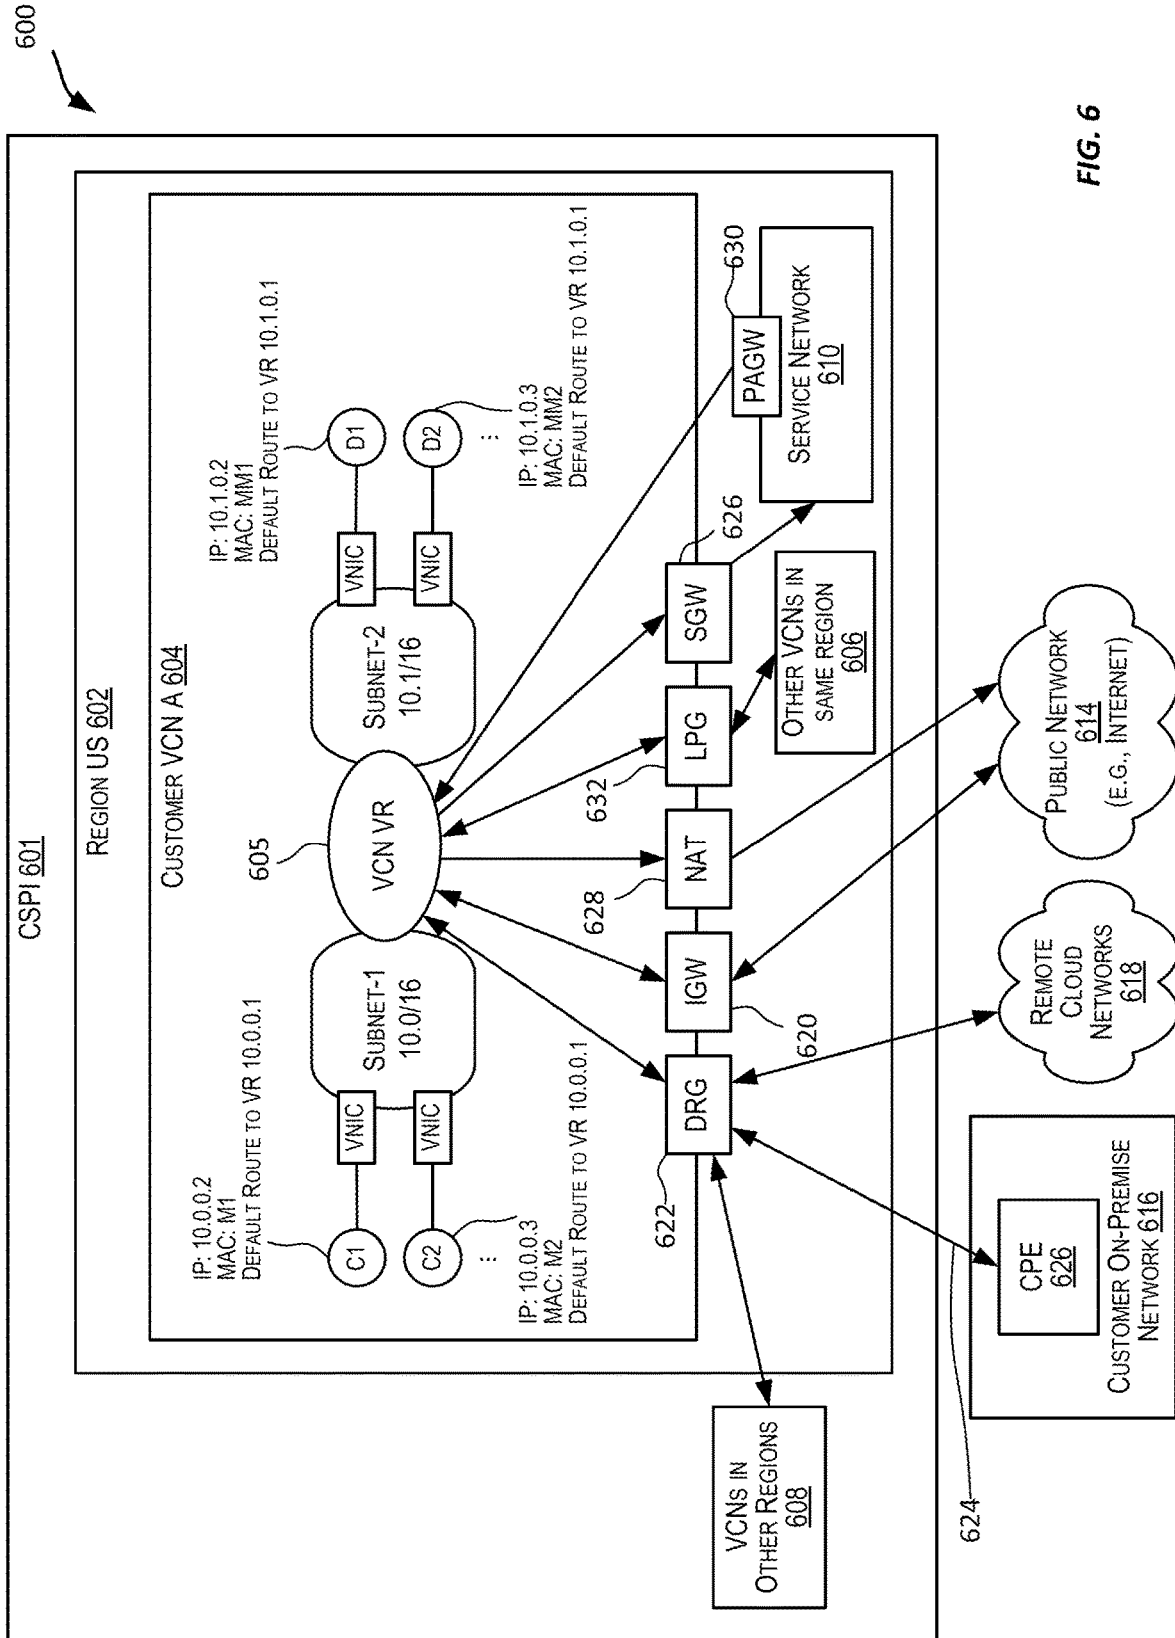 600
CSPI 601
REGION US 602
CUSTOMER VCN A 604
IP: 10.0.0.2
MAC: M1
DEFAULT ROUTE TO VR 10.0.0.1
C1
VNIC
C2
VNIC
⋮
IP: 10.0.0.3
MAC: M2
DEFAULT ROUTE TO VR 10.0.0.1
SUBNET-1
10.0/16
605
VCN VR
SUBNET-2
10.1/16
IP: 10.1.0.2
MAC: MM1
DEFAULT ROUTE TO VR 10.1.0.1
VNIC
D1
VNIC
D2
⋮
IP: 10.1.0.3
MAC: MM2
DEFAULT ROUTE TO VR 10.1.0.1
622
DRG
IGW
620
628
NAT
632
LPG
SGW
626
PAGW
630
SERVICE NETWORK
610
OTHER VCNS IN
SAME REGION
606
VCNS IN
OTHER REGIONS
608
624
CPE
626
CUSTOMER ON-PREMISE
NETWORK 616
REMOTE
CLOUD
NETWORKS
618
PUBLIC NETWORK
614
(E.G., INTERNET)
FIG. 6